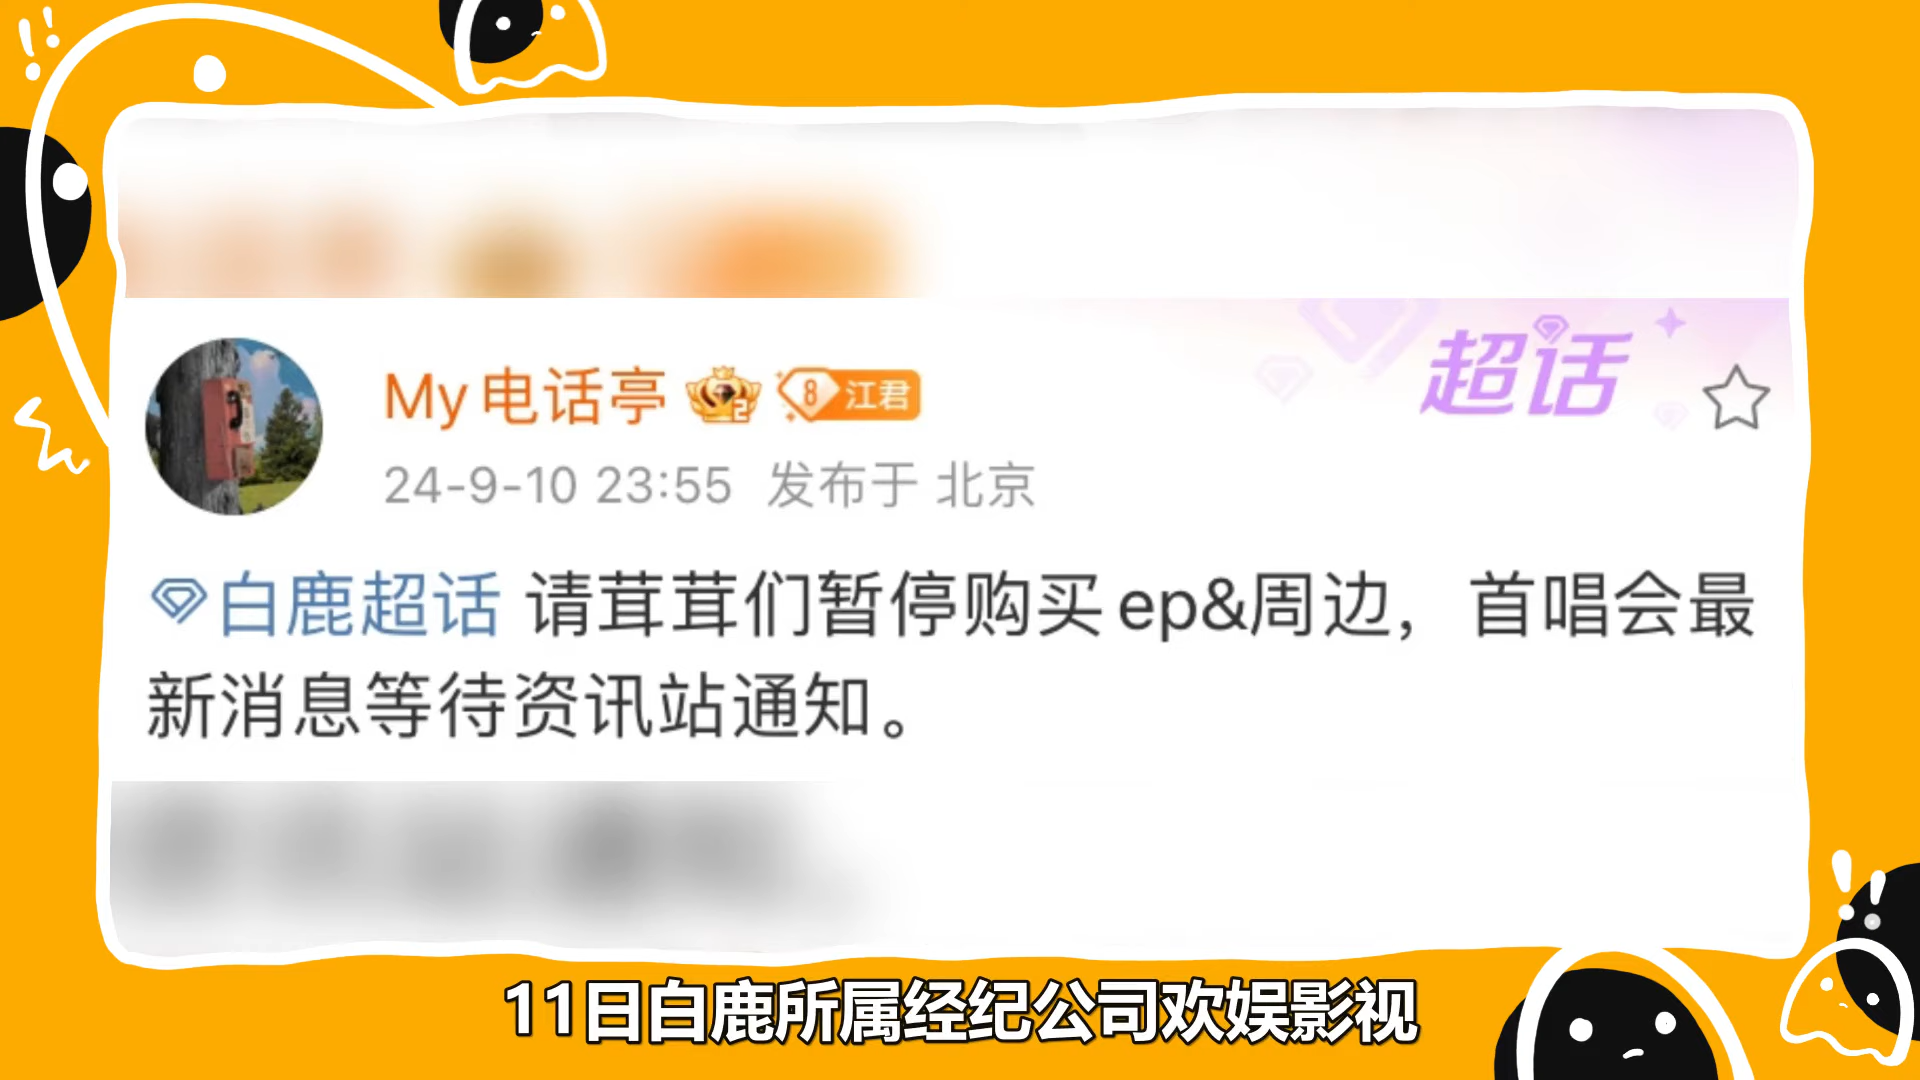 超话
My电话亭 2 8 江君
24-9-10 23:55 发布于 北京
白鹿超话 请茸茸们暂停购买ep&周边，首唱会最
新消息等待资讯站通知。
11日白鹿所属经纪公司欢娱影视